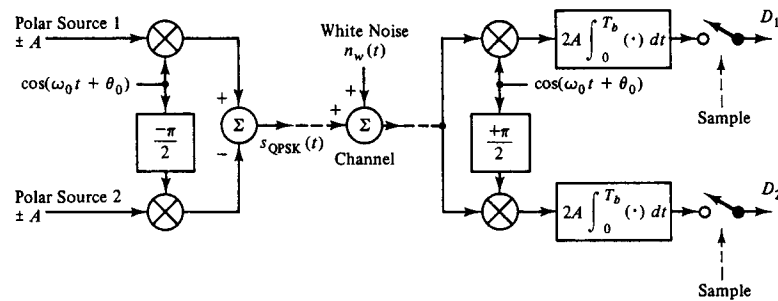 Polar Source 1
± A
cos(ω₀t + θ₀)
−π
2
Polar Source 2
± A
+
−
Σ
s_QPSK(t)
White Noise
n_w(t)
+
+
Σ
Channel
cos(ω₀t + θ₀)
+π
2
2A ∫₀^{T_b} (·) dt
D₁
Sample
2A ∫₀^{T_b} (·) dt
D₂
Sample